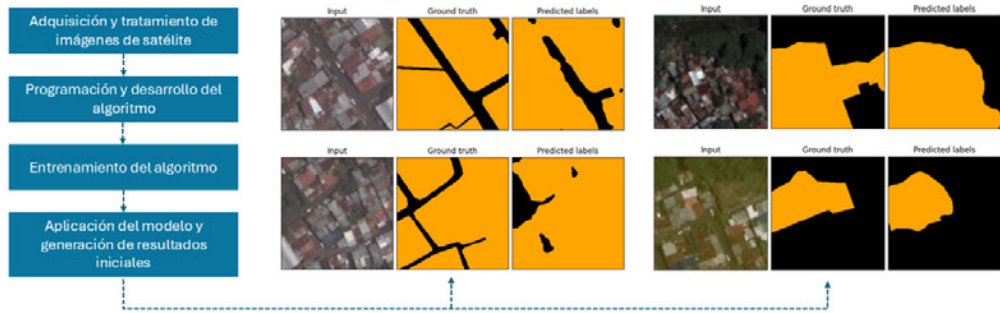 Adquisición y tratamiento de
imágenes de satélite
Programación y desarrollo del
algoritmo
Entrenamiento del algoritmo
Aplicación del modelo y
generación de resultados
iniciales
Input Ground truth Predicted labels
Input Ground truth Predicted labels
Input Ground truth Predicted labels
Input Ground truth Predicted labels